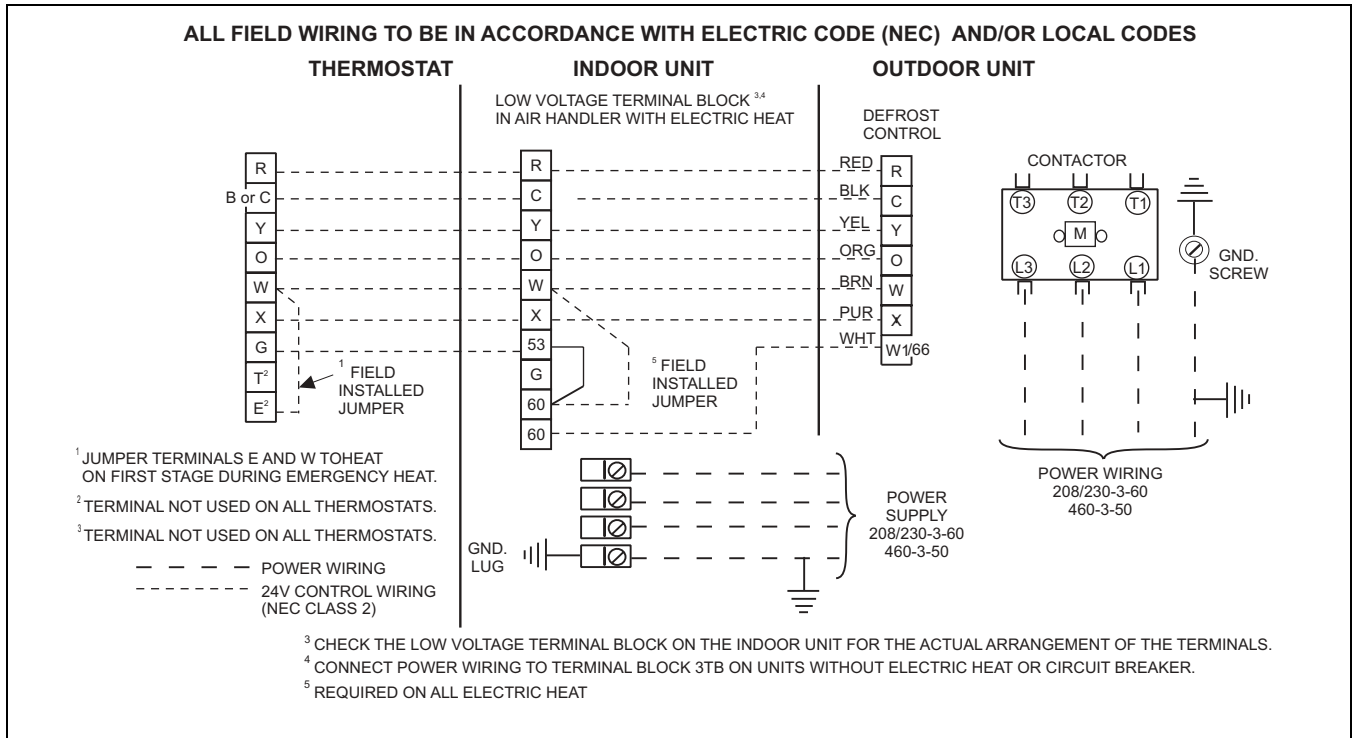 ALL FIELD WIRING TO BE IN ACCORDANCE WITH ELECTRIC CODE (NEC) AND/OR LOCAL CODES
THERMOSTAT
INDOOR UNIT
OUTDOOR UNIT
LOW VOLTAGE TERMINAL BLOCK 3,4
IN AIR HANDLER WITH ELECTRIC HEAT
DEFROST
CONTROL
R
B or C
Y
O
W
X
G
T2
E2
1 FIELD
INSTALLED
JUMPER
R
C
Y
O
W
X
53
G
60
60
5 FIELD
INSTALLED
JUMPER
RED
BLK
YEL
ORG
BRN
PUR
WHT
R
C
Y
O
W
X
W1/66
CONTACTOR
T3
T2
T1
M
L3
L2
L1
GND.
SCREW
POWER WIRING
208/230-3-60
460-3-50
1 JUMPER TERMINALS E AND W TOHEAT
ON FIRST STAGE DURING EMERGENCY HEAT.
2 TERMINAL NOT USED ON ALL THERMOSTATS.
3 TERMINAL NOT USED ON ALL THERMOSTATS.
POWER WIRING
24V CONTROL WIRING
(NEC CLASS 2)
GND.
LUG
POWER
SUPPLY
208/230-3-60
460-3-50
3 CHECK THE LOW VOLTAGE TERMINAL BLOCK ON THE INDOOR UNIT FOR THE ACTUAL ARRANGEMENT OF THE TERMINALS.
4 CONNECT POWER WIRING TO TERMINAL BLOCK 3TB ON UNITS WITHOUT ELECTRIC HEAT OR CIRCUIT BREAKER.
5 REQUIRED ON ALL ELECTRIC HEAT